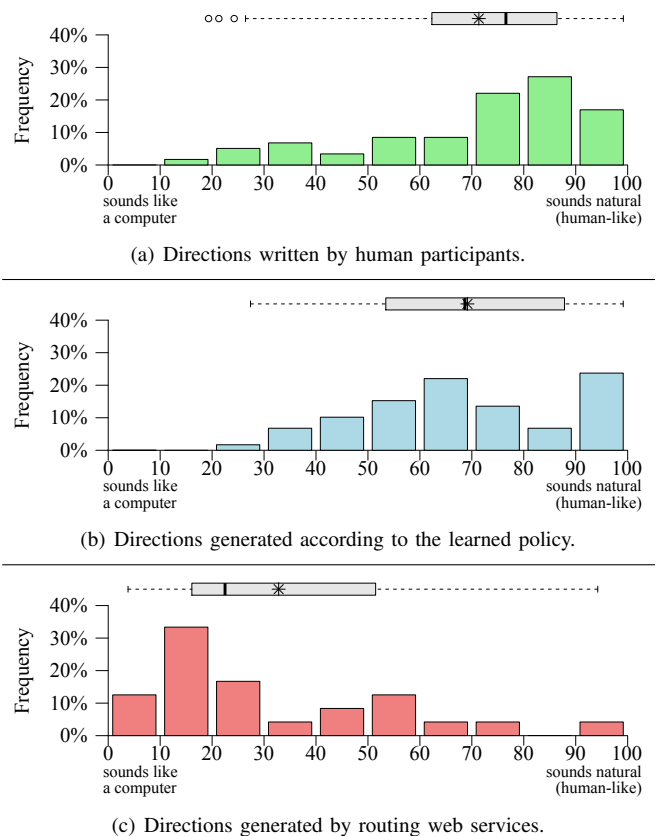 40%
30%
20%
10%
0%
Frequency
0 10 20 30 40 50 60 70 80 90 100
sounds like
a computer
sounds natural
(human-like)
(a) Directions written by human participants.
40%
30%
20%
10%
0%
Frequency
0 10 20 30 40 50 60 70 80 90 100
sounds like
a computer
sounds natural
(human-like)
(b) Directions generated according to the learned policy.
40%
30%
20%
10%
0%
Frequency
0 10 20 30 40 50 60 70 80 90 100
sounds like
a computer
sounds natural
(human-like)
(c) Directions generated by routing web services.